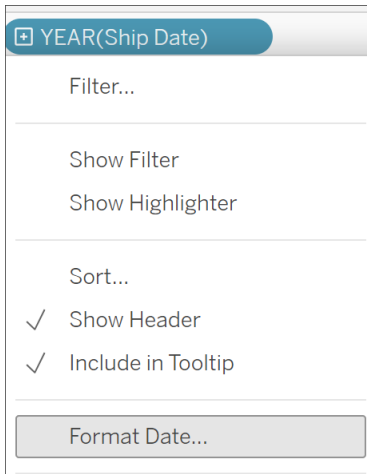 YEAR(Ship Date)
Filter...
Show Filter
Show Highlighter
Sort...
Show Header
Include in Tooltip
Format Date...